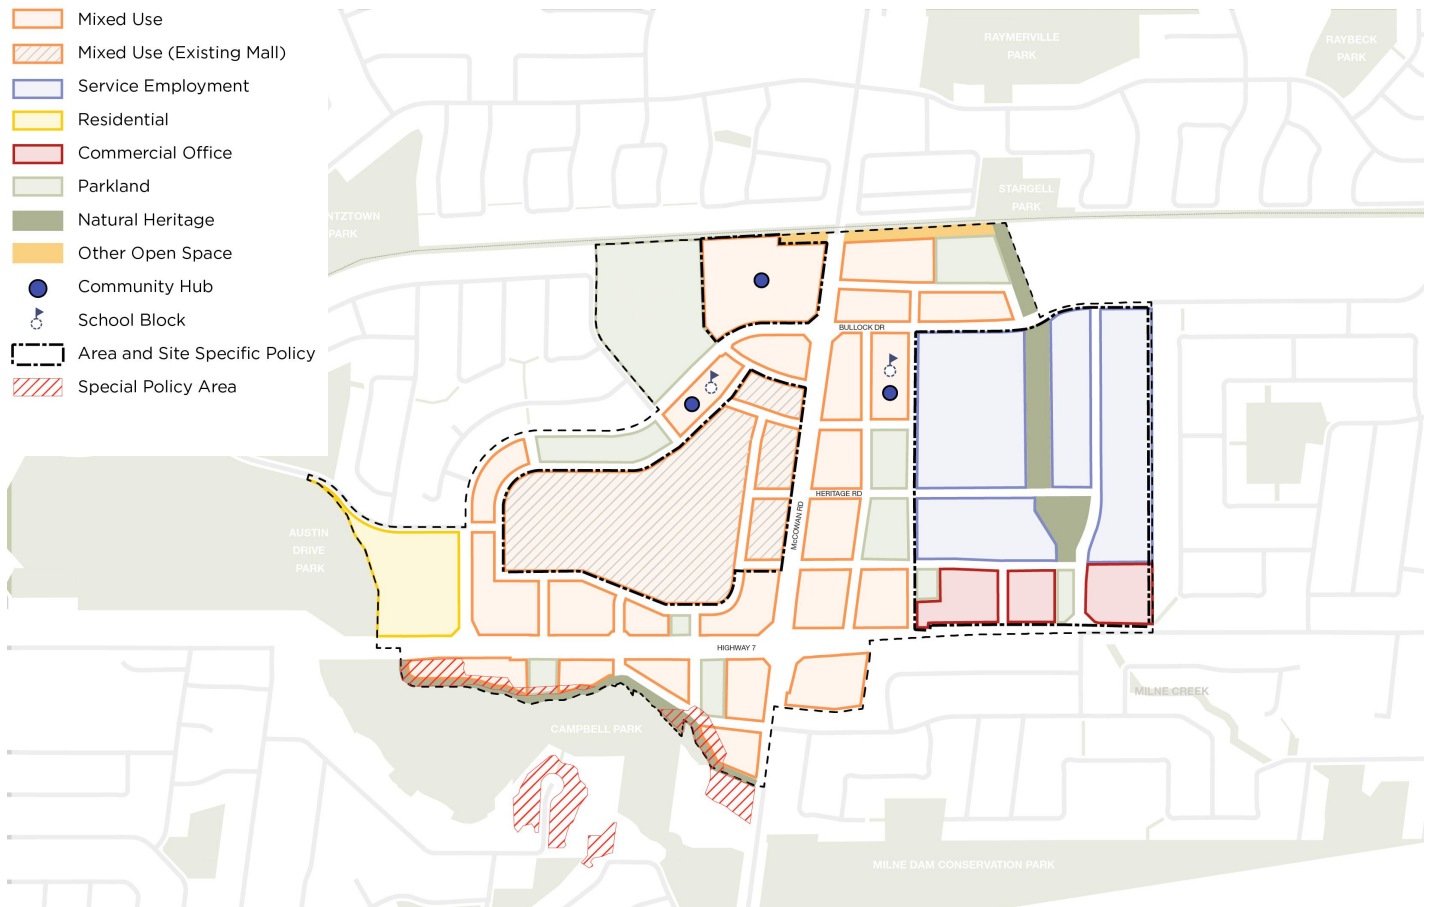 Mixed Use
Mixed Use (Existing Mall)
Service Employment
Residential
Commercial Office
Parkland
Natural Heritage
Other Open Space
Community Hub
School Block
Area and Site Specific Policy
Special Policy Area
RAYMERVILLE
PARK
RAYBECK
PARK
STARGELL
PARK
NTZTOWN
PARK
BULLOCK DR
HERITAGE RD
McCOWAN RD
AUSTIN
DRIVE
PARK
HIGHWAY 7
MILNE CREEK
CAMPBELL PARK
MILNE DAM CONSERVATION PARK